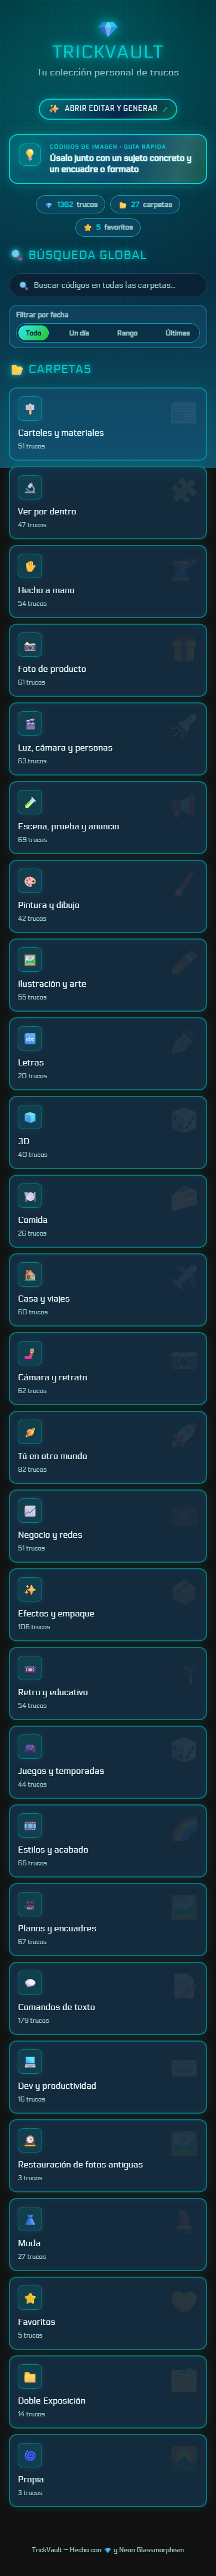 TRICKVAULT
Tu colección personal de trucos
ABRIR EDITAR Y GENERAR ↗
CÓDIGOS DE IMAGEN · GUÍA RÁPIDA
Úsalo junto con un sujeto concreto y
un encuadre o formato
1362 trucos
27 carpetas
5 favoritos
BÚSQUEDA GLOBAL
Buscar códigos en todas las carpetas...
Filtrar por fecha
Todo Un día Rango Últimas
CARPETAS
Carteles y materiales
51 trucos
Ver por dentro
47 trucos
Hecho a mano
54 trucos
Foto de producto
61 trucos
Luz, cámara y personas
63 trucos
Escena, prueba y anuncio
69 trucos
Pintura y dibujo
42 trucos
Ilustración y arte
55 trucos
Letras
20 trucos
3D
40 trucos
Comida
26 trucos
Casa y viajes
60 trucos
Cámara y retrato
62 trucos
Tú en otro mundo
82 trucos
Negocio y redes
51 trucos
Efectos y empaque
106 trucos
Retro y educativo
54 trucos
Juegos y temporadas
44 trucos
Estilos y acabado
66 trucos
Planos y encuadres
67 trucos
Comandos de texto
179 trucos
Dev y productividad
16 trucos
Restauración de fotos antiguas
3 trucos
Moda
27 trucos
Favoritos
5 trucos
Doble Exposición
14 trucos
Propia
3 trucos
TrickVault — Hecho con 💎 y Neon Glassmorphism